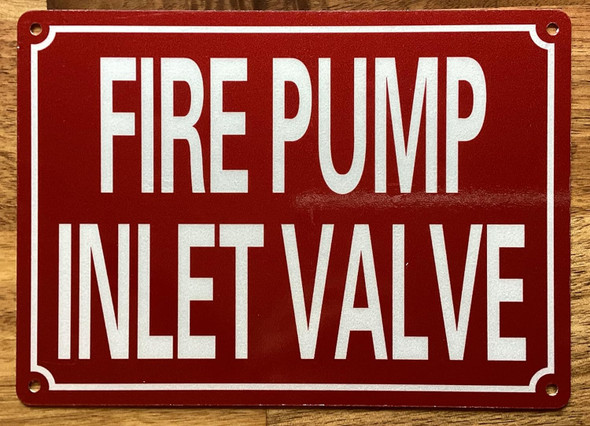 FIRE PUMP
INLET VALVE